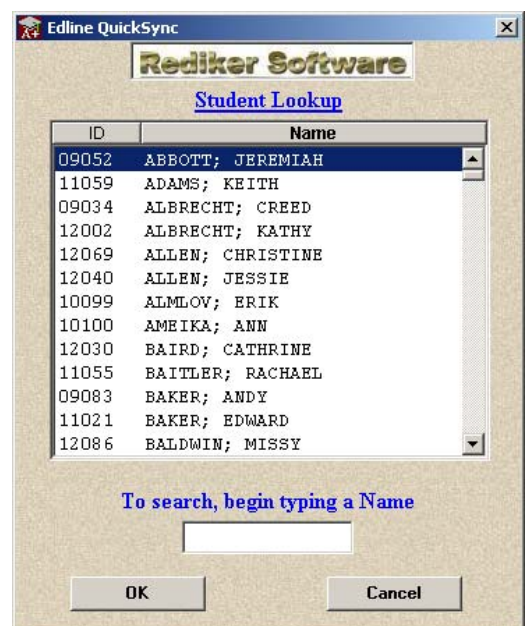 Edline QuickSync
Rediker Software
Student Lookup
ID Name
09052 ABBOTT; JEREMIAH
11059 ADAMS; KEITH
09034 ALBRECHT; CREED
12002 ALBRECHT; KATHY
12069 ALLEN; CHRISTINE
12040 ALLEN; JESSIE
10099 ALMLOV; ERIK
10100 AMEIKA; ANN
12030 BAIRD; CATHRINE
11055 BAITLER; RACHAEL
09083 BAKER; ANDY
11021 BAKER; EDWARD
12086 BALDWIN; MISSY
To search, begin typing a Name
OK Cancel